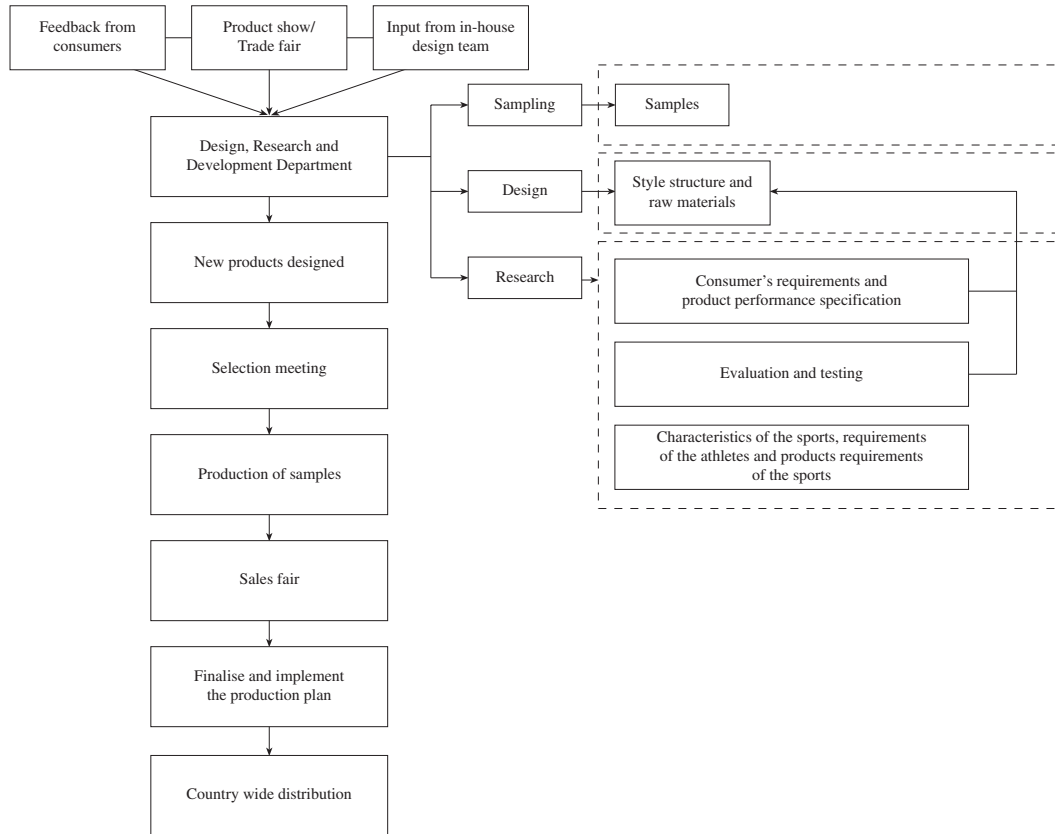 Feedback from
consumers
Product show/
Trade fair
Input from in-house
design team
Design, Research and
Development Department
Sampling
Samples
Design
Style structure and
raw materials
Research
Consumer's requirements and
product performance specification
Evaluation and testing
Characteristics of the sports, requirements
of the athletes and products requirements
of the sports
New products designed
Selection meeting
Production of samples
Sales fair
Finalise and implement
the production plan
Country wide distribution